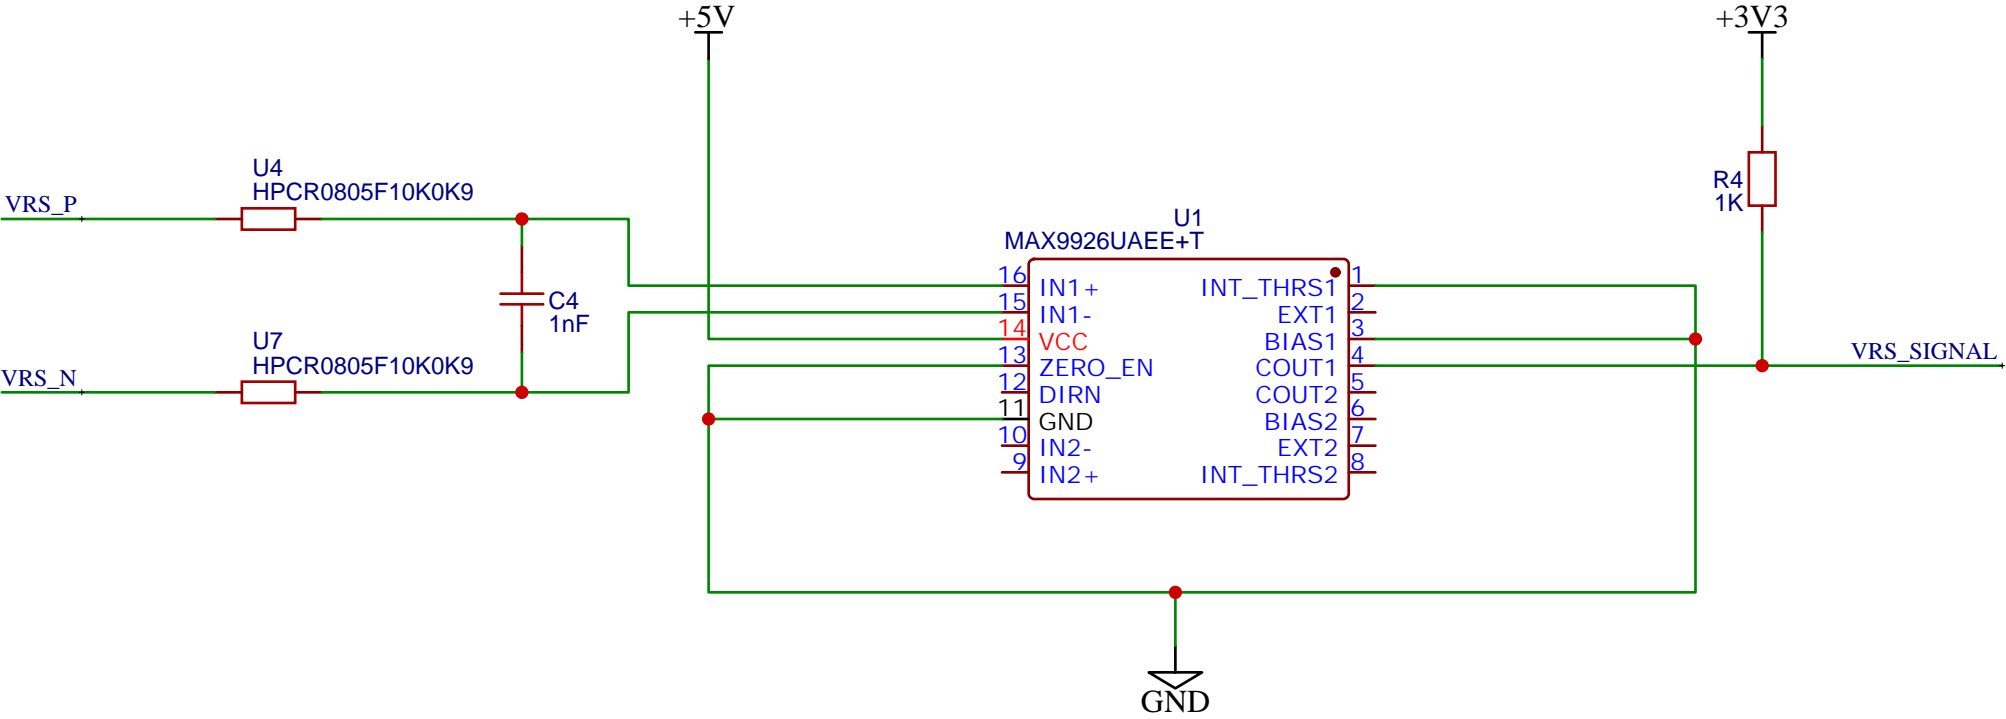 +5V
+3V3
U4
HPCR0805F10K0K9
VRS_P
R4
1K
U1
MAX9926UAEE+T
16 IN1+ INT_THRS1 1
15 IN1- EXT1 2
14 VCC BIAS1 3
13 ZERO_EN COUT1 4
12 DIRN COUT2 5
11 GND BIAS2 6
10 IN2- EXT2 7
9 IN2+ INT_THRS2 8
C4
1nF
U7
HPCR0805F10K0K9
VRS_N
VRS_SIGNAL
GND